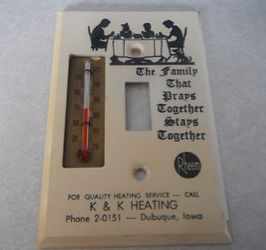 The Family
That
Prays
Together
Stays
Together
Rheem
FOR QUALITY HEATING SERVICE — CALL
K & K HEATING
Phone 2-0151 — Dubuque, Iowa